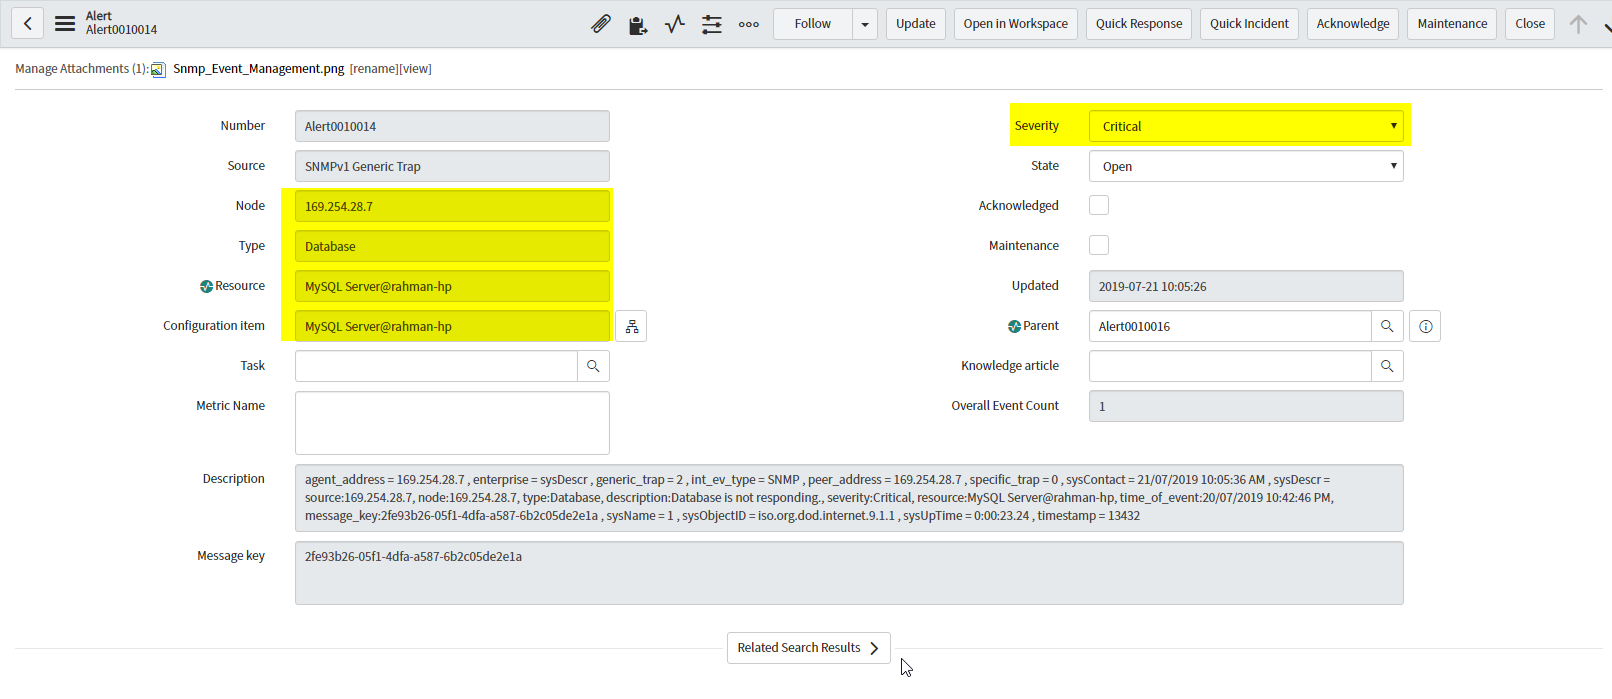 Alert
Alert0010014
Follow
Update
Open in Workspace
Quick Response
Quick Incident
Acknowledge
Maintenance
Close
Manage Attachments (1): Snmp_Event_Management.png [rename][view]
Number Alert0010014
Severity Critical
Source SNMPv1 Generic Trap
State Open
Node 169.254.28.7
Acknowledged
Type Database
Maintenance
Resource MySQL Server@rahman-hp
Updated 2019-07-21 10:05:26
Configuration item MySQL Server@rahman-hp
Parent Alert0010016
Task
Knowledge article
Metric Name
Overall Event Count 1
Description
agent_address = 169.254.28.7 , enterprise = sysDescr , generic_trap = 2 , int_ev_type = SNMP , peer_address = 169.254.28.7 , specific_trap = 0 , sysContact = 21/07/2019 10:05:36 AM , sysDescr =
source:169.254.28.7, node:169.254.28.7, type:Database, description:Database is not responding., severity:Critical, resource:MySQL Server@rahman-hp, time_of_event:20/07/2019 10:42:46 PM,
message_key:2fe93b26-05f1-4dfa-a587-6b2c05de2e1a , sysName = 1 , sysObjectID = iso.org.dod.internet.9.1.1 , sysUpTime = 0:00:23.24 , timestamp = 13432
Message key 2fe93b26-05f1-4dfa-a587-6b2c05de2e1a
Related Search Results